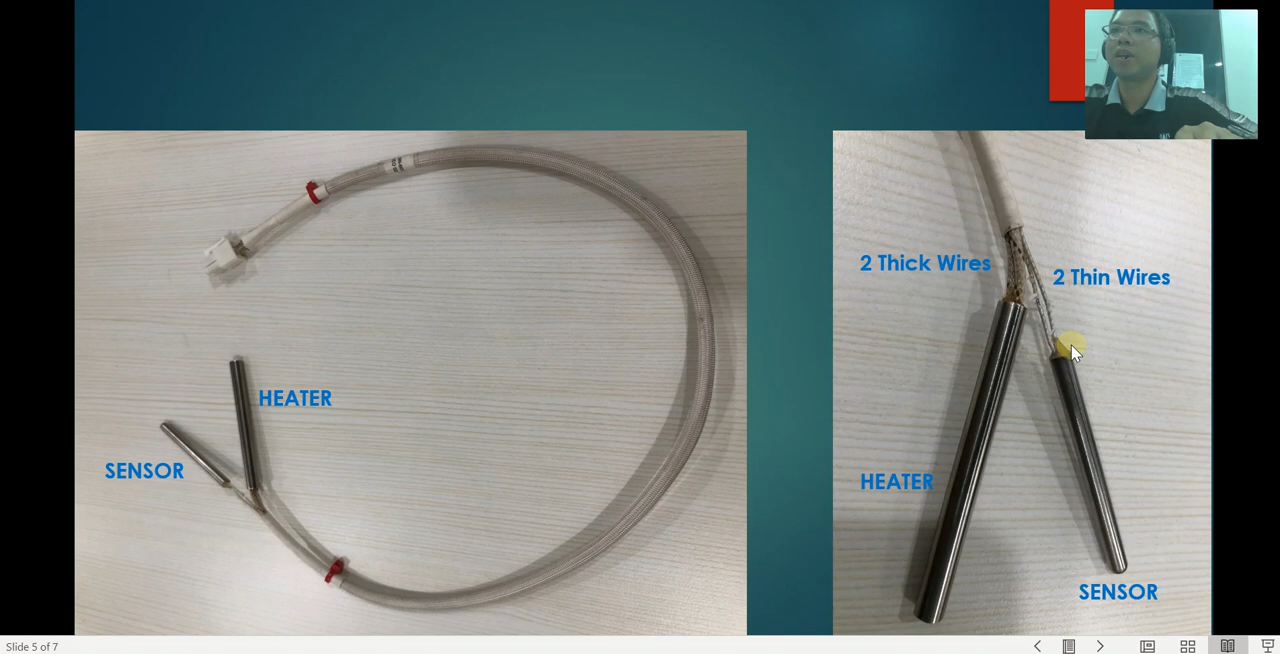 HEATER
SENSOR
2 Thick Wires
2 Thin Wires
HEATER
SENSOR
Slide 5 of 7